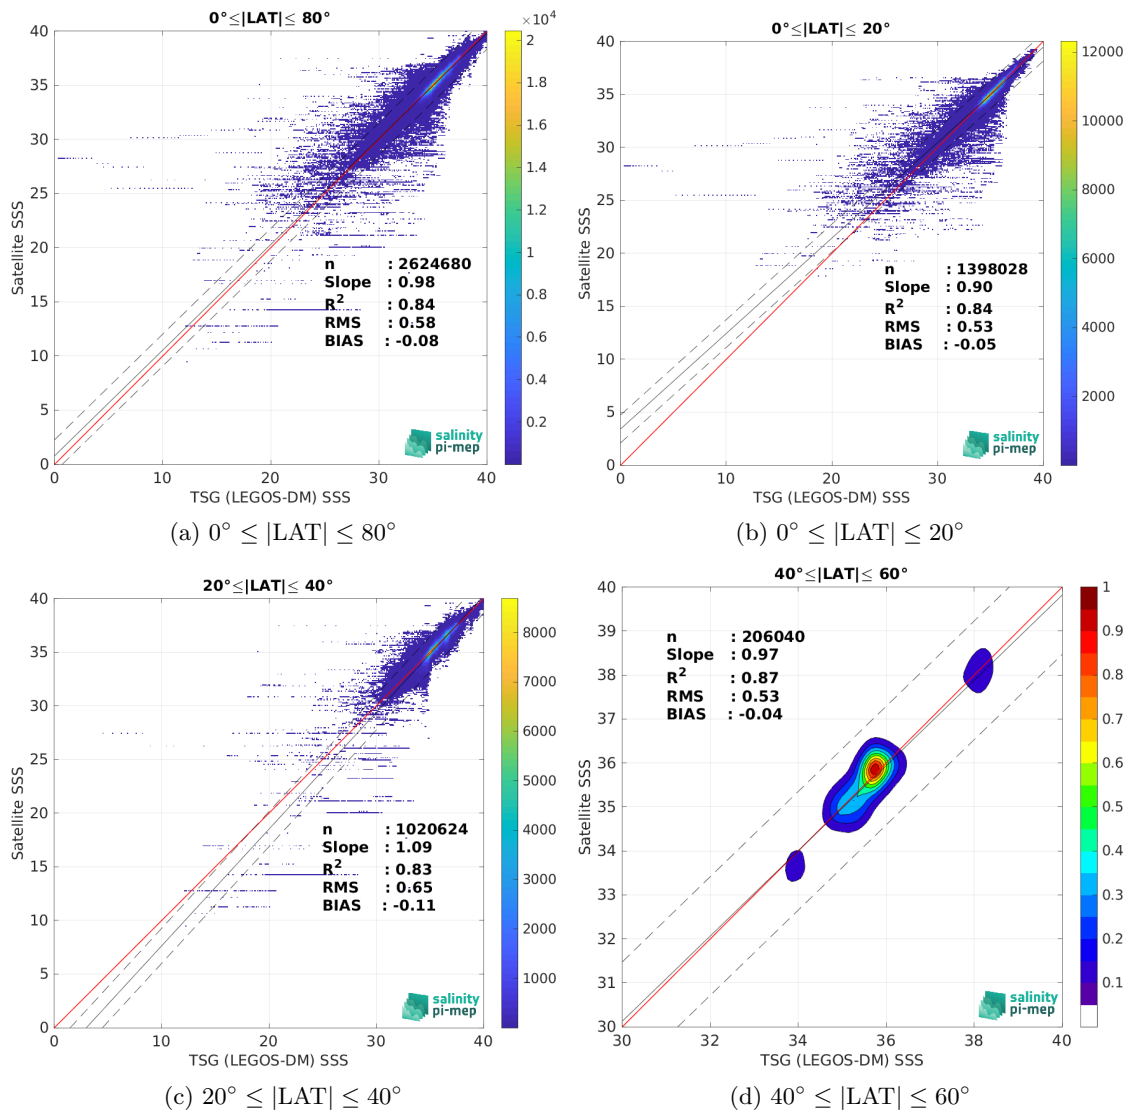 0°≤|LAT|≤ 80°
×10⁴
Satellite SSS
40
35
30
25
20
15
10
5
0
n : 2624680
Slope : 0.98
R² : 0.84
RMS : 0.58
BIAS : -0.08
salinity
pi-mep
0 10 20 30 40
TSG (LEGOS-DM) SSS
2
1.8
1.6
1.4
1.2
1
0.8
0.6
0.4
0.2
(a) 0° ≤ |LAT| ≤ 80°
0°≤|LAT|≤ 20°
Satellite SSS
40
35
30
25
20
15
10
5
0
n : 1398028
Slope : 0.90
R² : 0.84
RMS : 0.53
BIAS : -0.05
salinity
pi-mep
0 10 20 30 40
TSG (LEGOS-DM) SSS
12000
10000
8000
6000
4000
2000
(b) 0° ≤ |LAT| ≤ 20°
20°≤|LAT|≤ 40°
Satellite SSS
40
35
30
25
20
15
10
5
0
n : 1020624
Slope : 1.09
R² : 0.83
RMS : 0.65
BIAS : -0.11
salinity
pi-mep
0 10 20 30 40
TSG (LEGOS-DM) SSS
8000
7000
6000
5000
4000
3000
2000
1000
(c) 20° ≤ |LAT| ≤ 40°
40°≤|LAT|≤ 60°
Satellite SSS
40
39
38
37
36
35
34
33
32
31
30
n : 206040
Slope : 0.97
R² : 0.87
RMS : 0.53
BIAS : -0.04
salinity
pi-mep
30 32 34 36 38 40
TSG (LEGOS-DM) SSS
1
0.9
0.8
0.7
0.6
0.5
0.4
0.3
0.2
0.1
(d) 40° ≤ |LAT| ≤ 60°